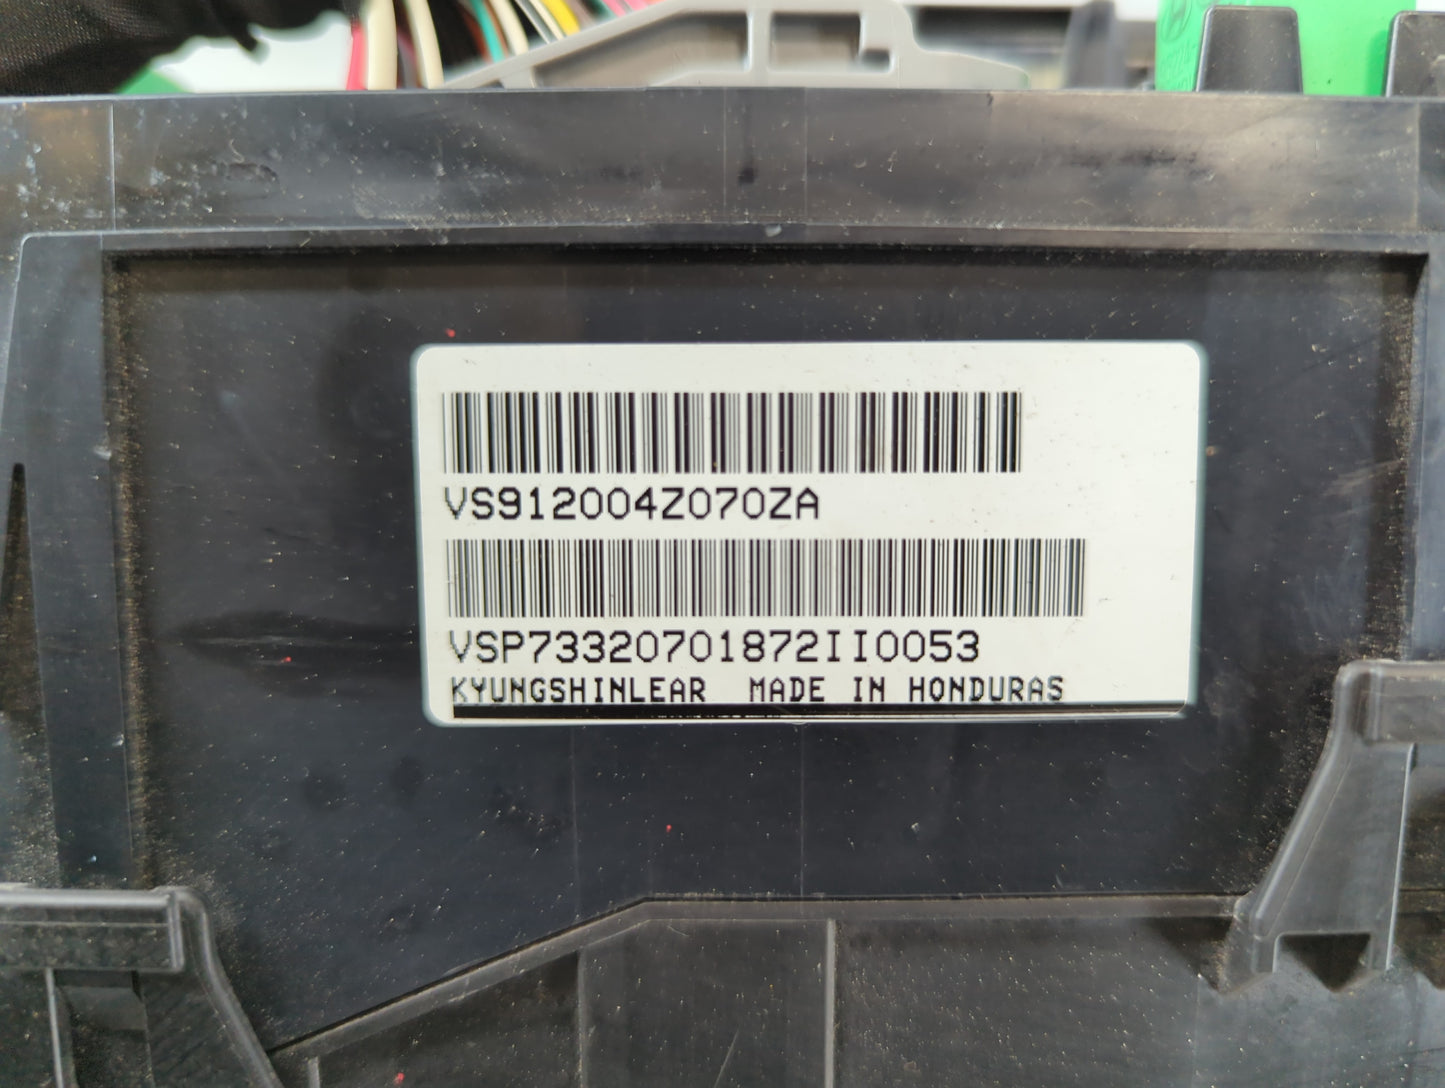 VS912004Z070ZA
VSP73320701872II0053
KYUNGSHINLEAR MADE IN HONDURAS